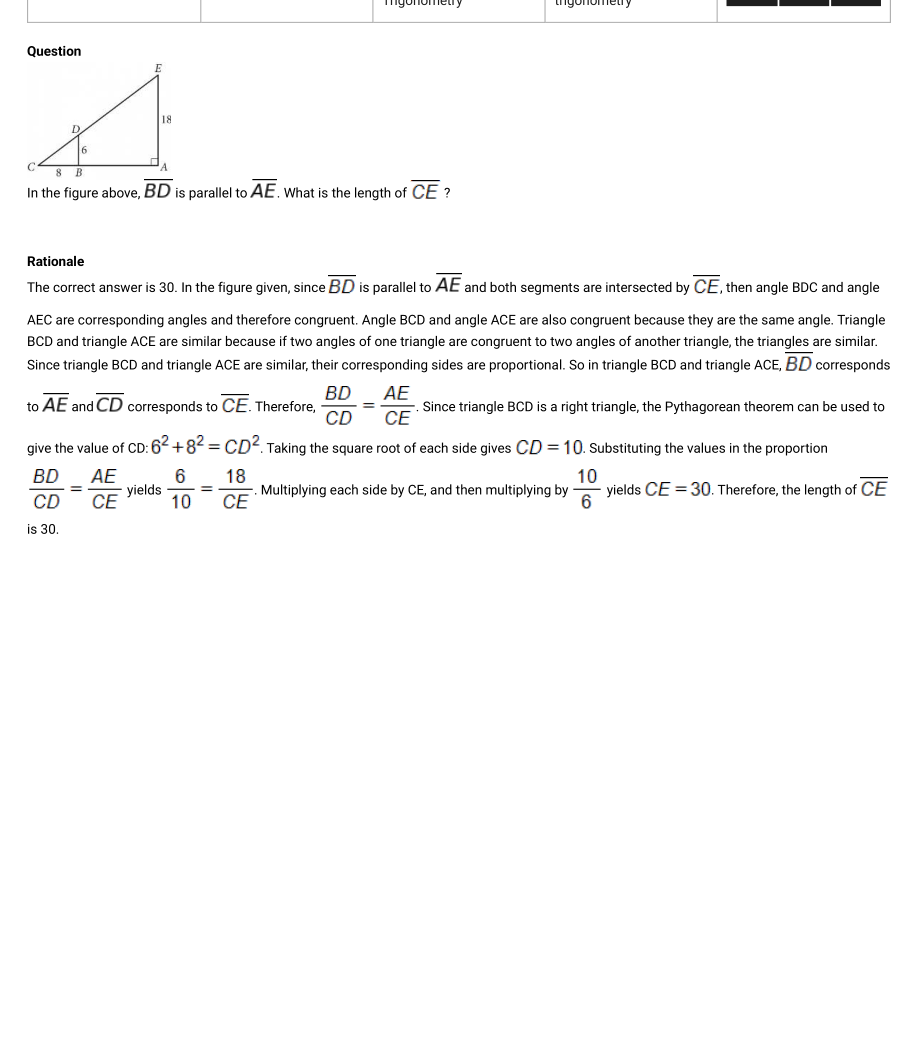 Trigonometry trigonometry
Question
E
18
D
6
C
A
8 B
In the figure above, BD is parallel to AE. What is the length of CE ?
Rationale
The correct answer is 30. In the figure given, since BD is parallel to AE and both segments are intersected by CE, then angle BDC and angle
AEC are corresponding angles and therefore congruent. Angle BCD and angle ACE are also congruent because they are the same angle. Triangle
BCD and triangle ACE are similar because if two angles of one triangle are congruent to two angles of another triangle, the triangles are similar.
Since triangle BCD and triangle ACE are similar, their corresponding sides are proportional. So in triangle BCD and triangle ACE, BD corresponds
to AE and CD corresponds to CE. Therefore, BD/CD = AE/CE. Since triangle BCD is a right triangle, the Pythagorean theorem can be used to
give the value of CD: 6² + 8² = CD². Taking the square root of each side gives CD = 10. Substituting the values in the proportion
BD/CD = AE/CE yields 6/10 = 18/CE. Multiplying each side by CE, and then multiplying by 10/6 yields CE = 30. Therefore, the length of CE
is 30.